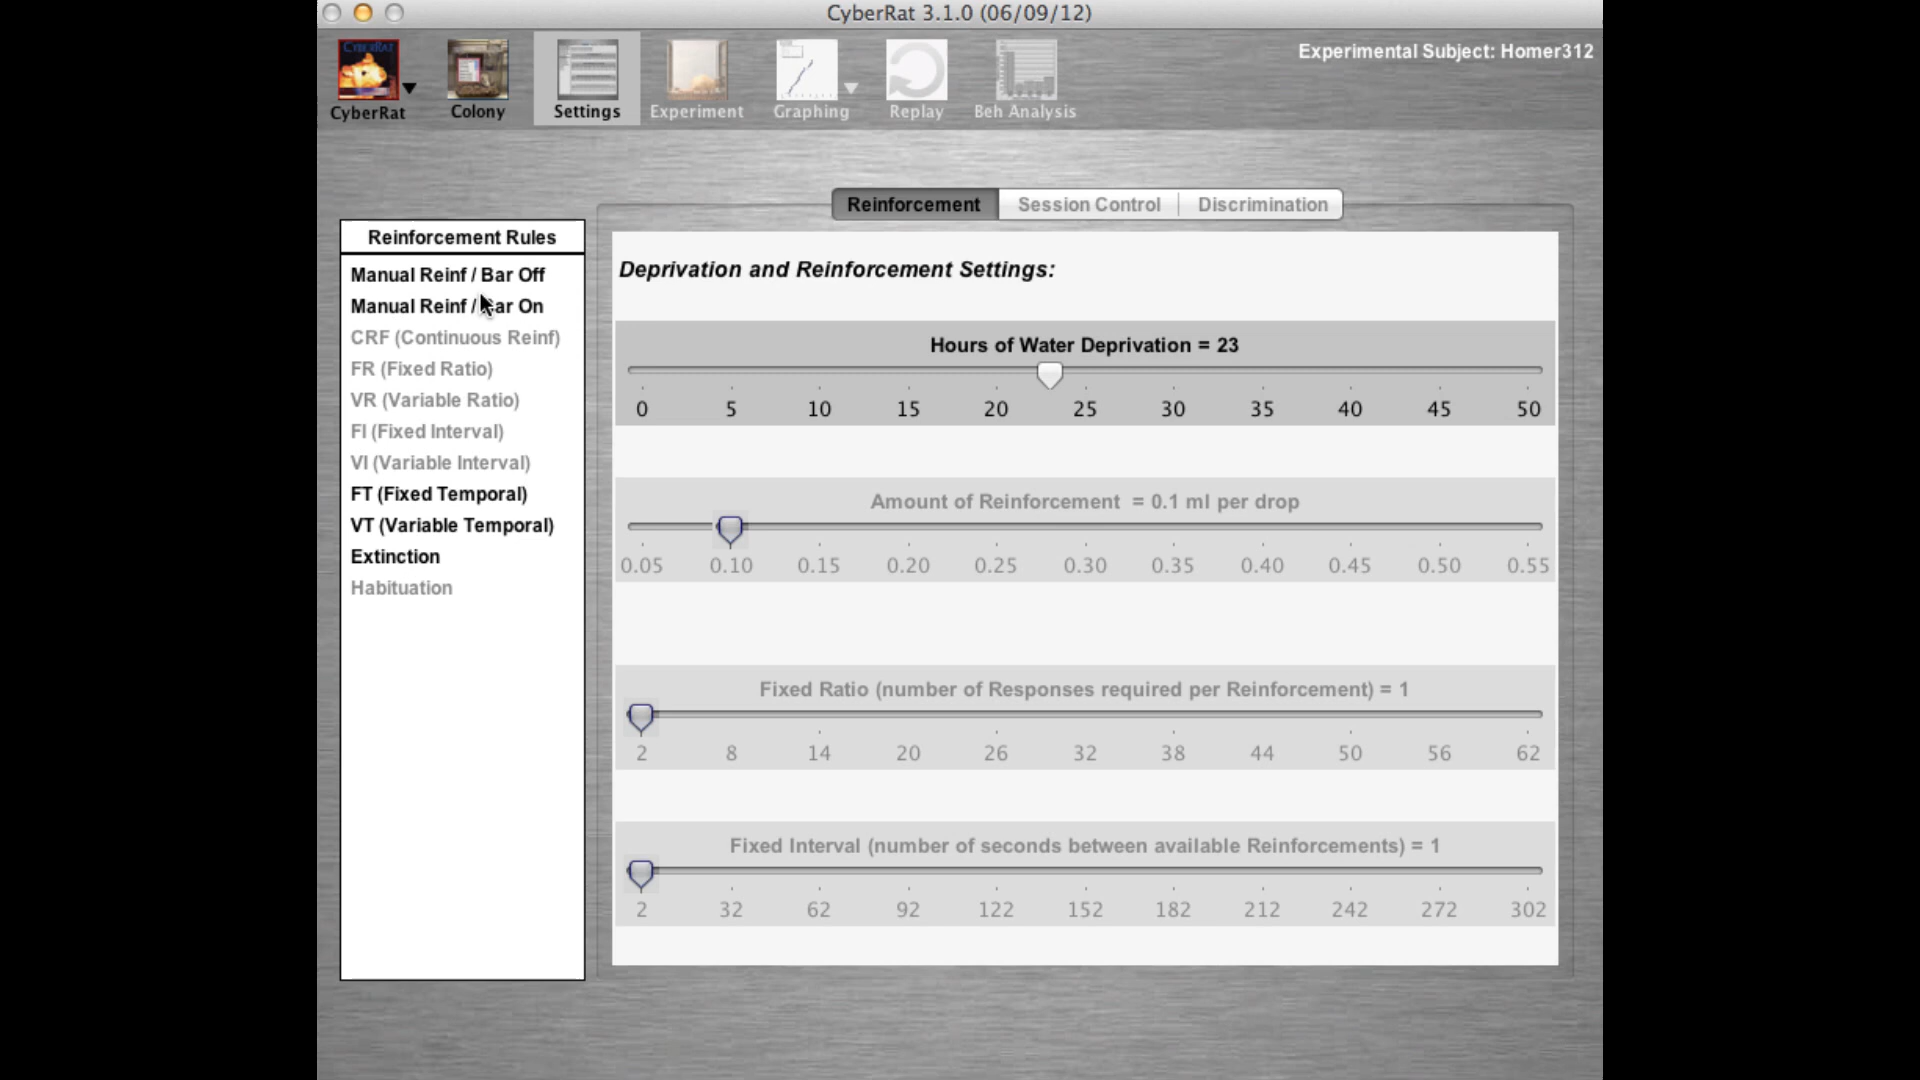 CyberRat 3.1.0 (06/09/12)
Experimental Subject: Homer312
CYBERRAT
CyberRat
Colony
Settings
Experiment
Graphing
Replay
Beh Analysis
Reinforcement
Session Control
Discrimination
Reinforcement Rules
Manual Reinf / Bar Off
Manual Reinf / Bar On
CRF (Continuous Reinf)
FR (Fixed Ratio)
VR (Variable Ratio)
FI (Fixed Interval)
VI (Variable Interval)
FT (Fixed Temporal)
VT (Variable Temporal)
Extinction
Habituation
Deprivation and Reinforcement Settings:
Hours of Water Deprivation = 23
0 5 10 15 20 25 30 35 40 45 50
Amount of Reinforcement = 0.1 ml per drop
0.05 0.10 0.15 0.20 0.25 0.30 0.35 0.40 0.45 0.50 0.55
Fixed Ratio (number of Responses required per Reinforcement) = 1
2 8 14 20 26 32 38 44 50 56 62
Fixed Interval (number of seconds between available Reinforcements) = 1
2 32 62 92 122 152 182 212 242 272 302